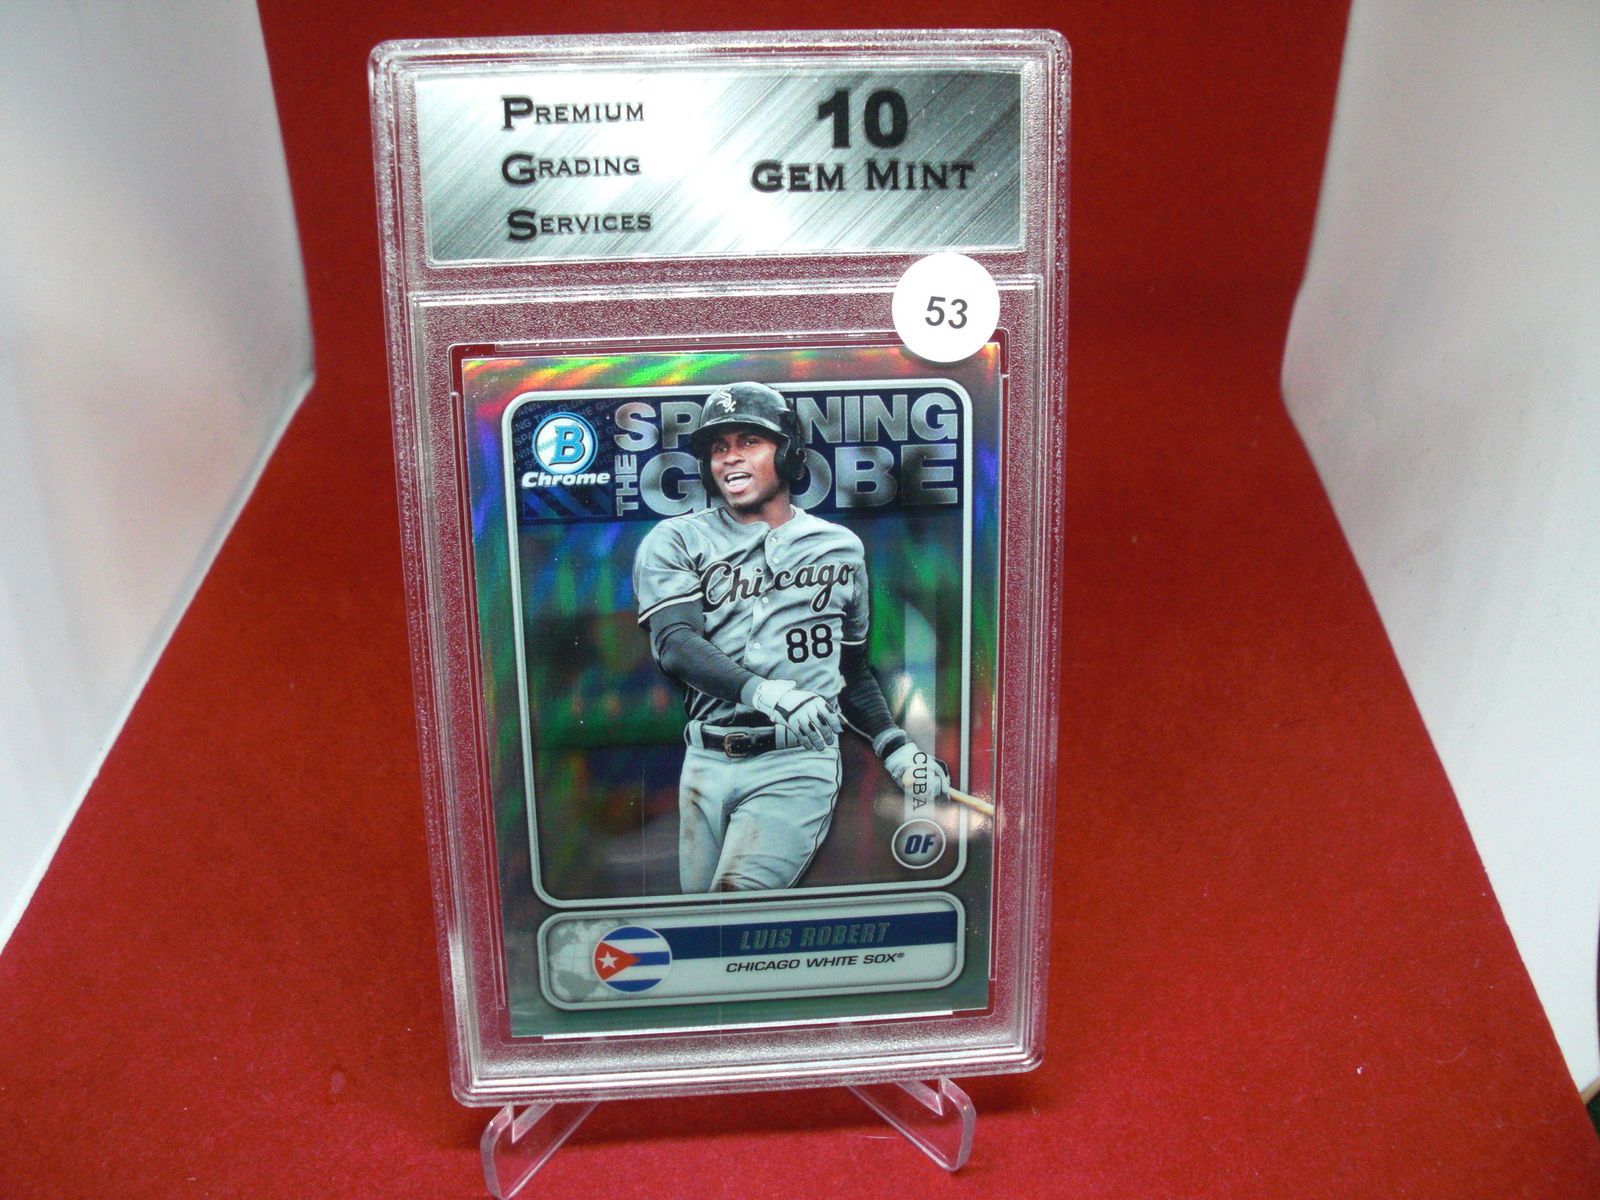 PREMIUM
GRADING
SERVICES
10
GEM MINT
53
B
Chrome
THE
GLOBE
Sox
Chicago
88
CUBA
OF
LUIS ROBERT
CHICAGO WHITE SOX®